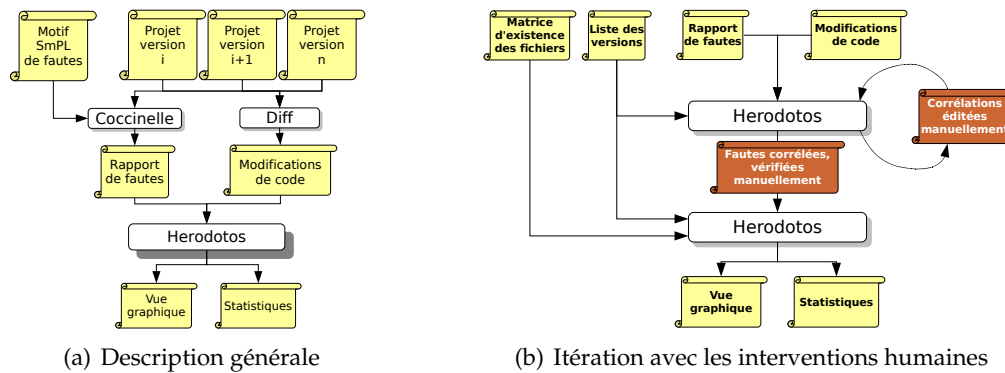 Motif
SmPL
de fautes
Projet
version
i
Projet
version
i+1
Projet
version
n
Coccinelle
Diff
Rapport
de fautes
Modifications
de code
Herodotos
Vue
graphique
Statistiques
(a) Description générale
Matrice
d'existence
des fichiers
Liste des
versions
Rapport
de fautes
Modifications
de code
Herodotos
Corrélations
éditées
manuellement
Fautes corrélées,
vérifiées
manuellement
Herodotos
Vue
graphique
Statistiques
(b) Itération avec les interventions humaines